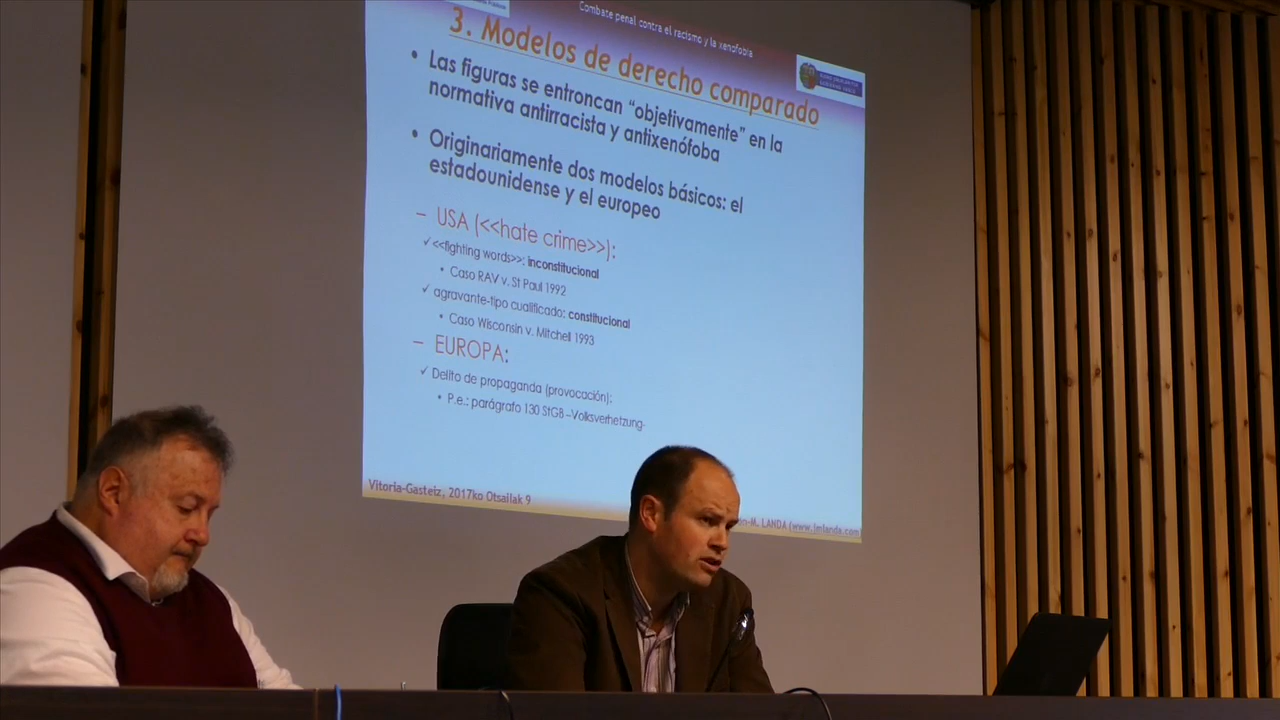 Combate penal contra el racismo y la xenofobia
3. Modelos de derecho comparado
• Las figuras se entroncan “objetivamente” en la
normativa antirracista y antixenófoba
• Originariamente dos modelos básicos: el
estadounidense y el europeo
– USA (<<hate crime>>):
✓ <<fighting words>>: inconstitucional
• Caso RAV v. St Paul 1992
✓ agravante-tipo cualificado: constitucional
• Caso Wisconsin v. Mitchell 1993
– EUROPA:
✓ Delito de propaganda (provocación):
• P.e.: parágrafo 130 StGB –Volksverhetzung-
Vitoria-Gasteiz, 2017ko Otsailak 9
LANDA (www.jmlanda.com)